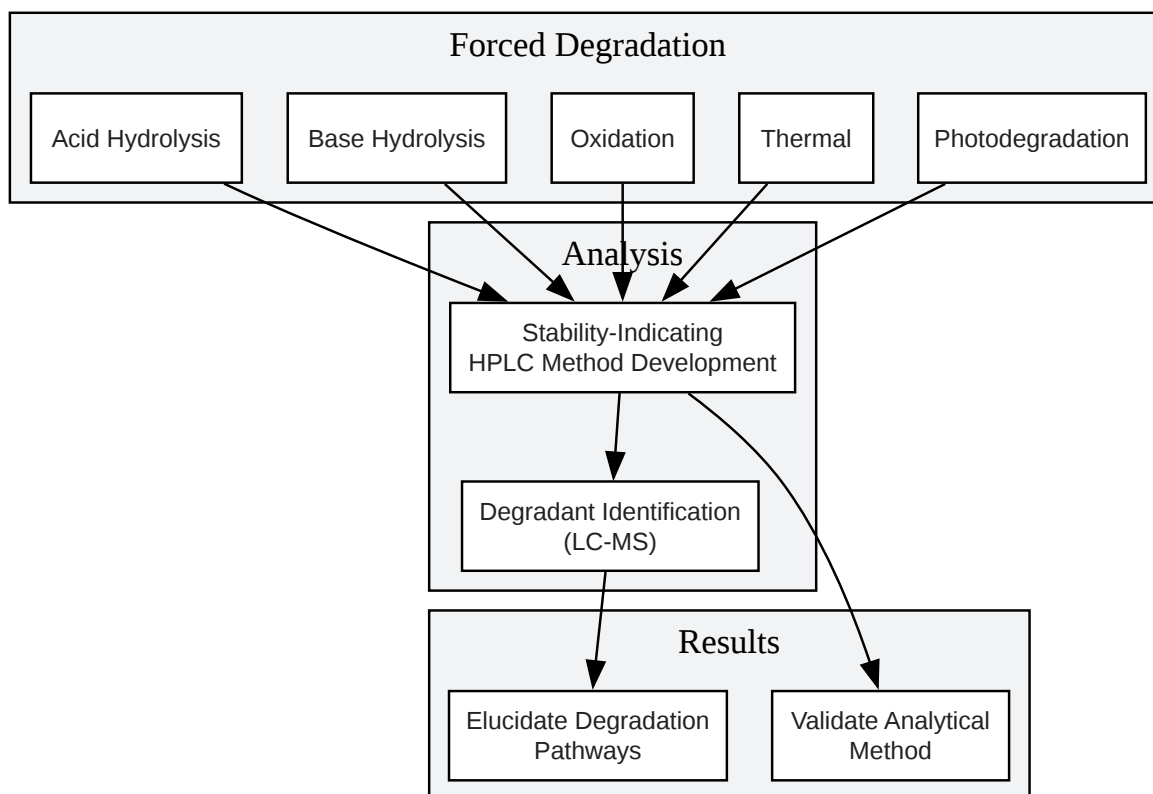 Forced Degradation
Acid Hydrolysis
Base Hydrolysis
Oxidation
Thermal
Photodegradation
Analysis
Stability-Indicating
HPLC Method Development
Degradant Identification
(LC-MS)
Results
Elucidate Degradation
Pathways
Validate Analytical
Method